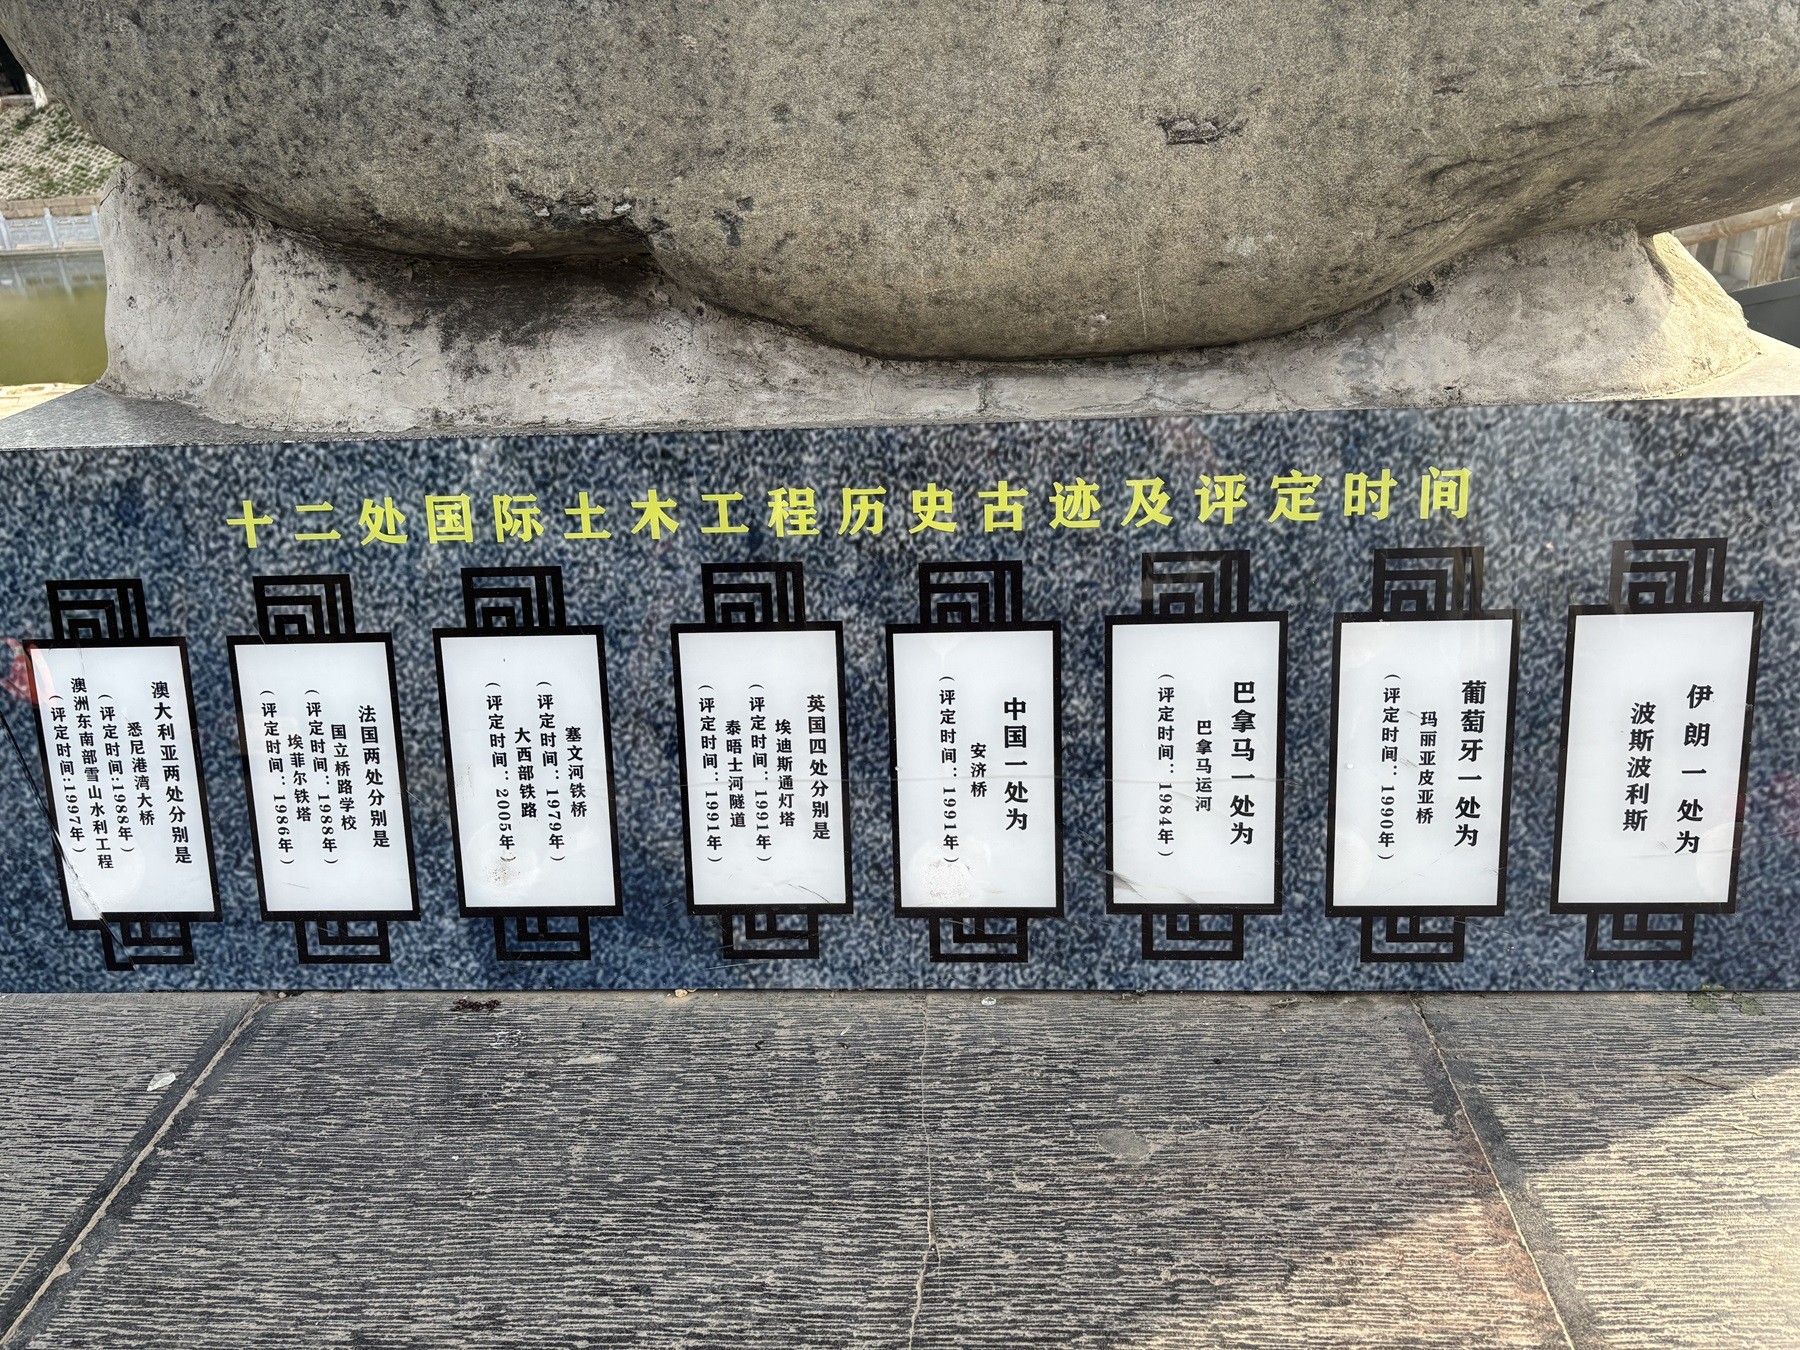 十二处国际土木工程历史古迹及评定时间
伊朗一处为
波斯波利斯
葡萄牙一处为
玛丽亚皮亚桥
（评定时间：1990年）
巴拿马一处为
巴拿马运河
（评定时间：1984年）
中国一处为
安济桥
（评定时间：1991年）
英国四处分别是
埃迪斯通灯塔
（评定时间：1991年）
泰晤士河隧道
（评定时间：1991年）
塞文河铁桥
（评定时间：1979年）
大西部铁路
（评定时间：2005年）
法国两处分别是
国立桥路学校
（评定时间：1988年）
埃菲尔铁塔
（评定时间：1986年）
澳大利亚两处分别是
悉尼港湾大桥
（评定时间:1988年）
澳洲东南部雪山水利工程
（评定时间:1997年）